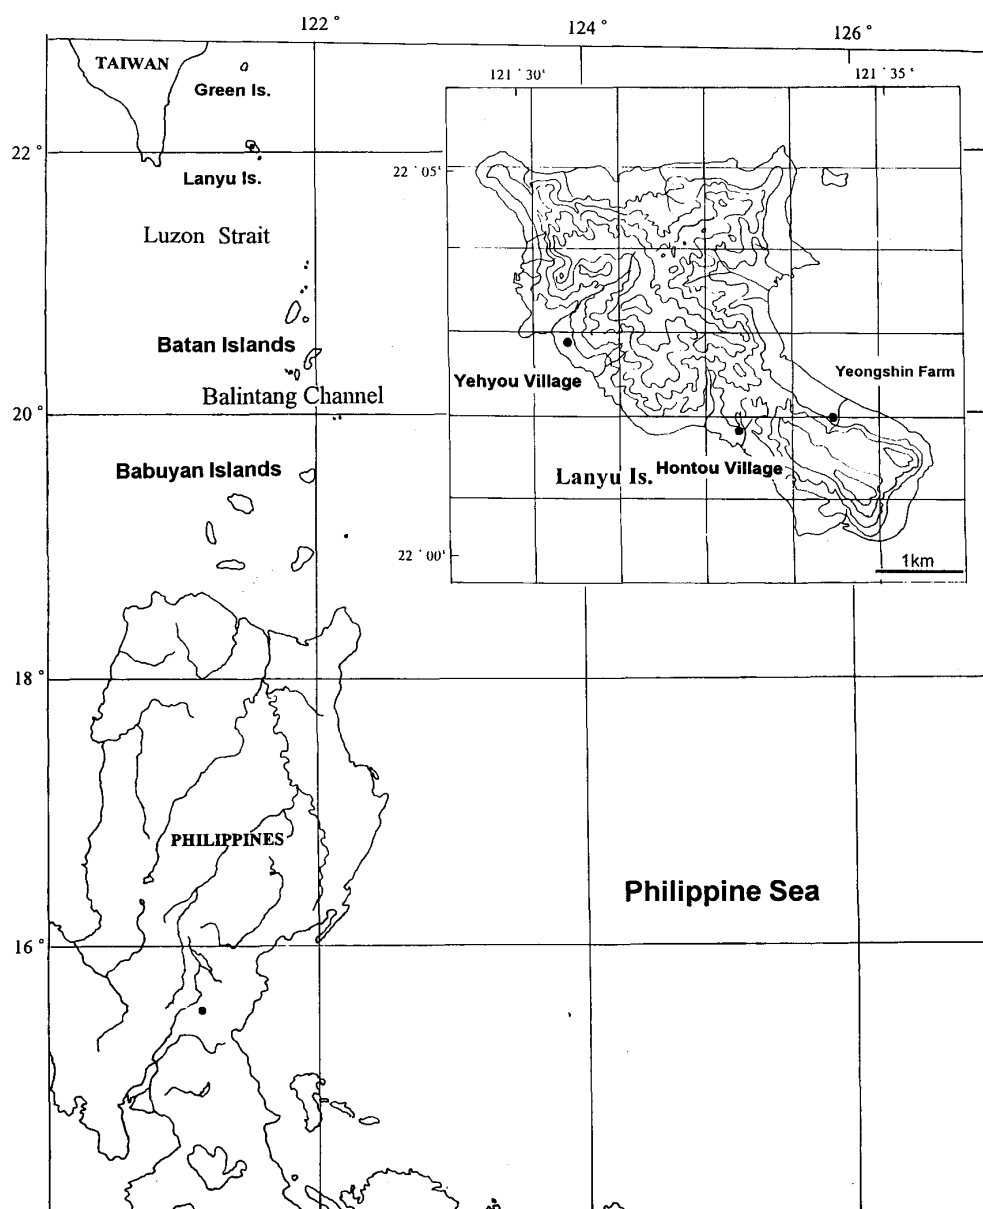 122°
124°
126°
TAIWAN
Green Is.
121°30'
121°35'
22°
Lanyu Is.
22°05'
Luzon Strait
Batan Islands
Balintang Channel
20°
Yehyou Village
Yeongshin Farm
Babuyan Islands
Lanyu Is.
Hontou Village
22°00'
1km
18°
PHILIPPINES
Philippine Sea
16°